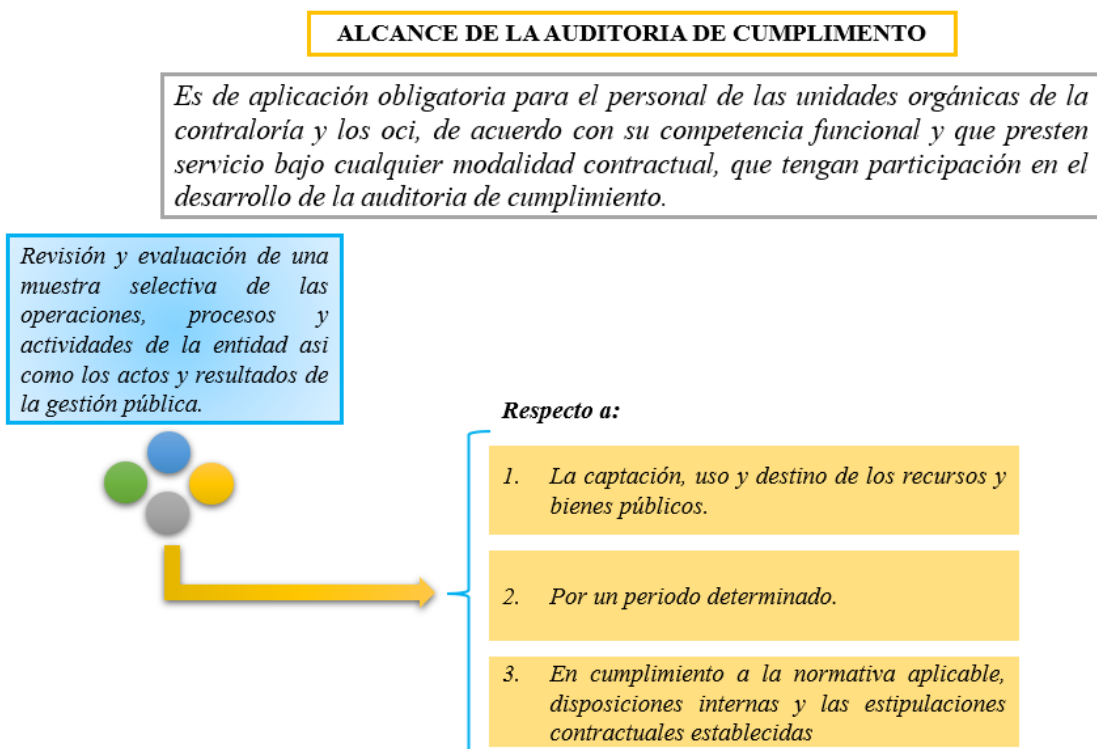 ALCANCE DE LA AUDITORIA DE CUMPLIMENTO
Es de aplicación obligatoria para el personal de las unidades orgánicas de la
contraloría y los oci, de acuerdo con su competencia funcional y que presten
servicio bajo cualquier modalidad contractual, que tengan participación en el
desarrollo de la auditoria de cumplimiento.
Revisión y evaluación de una
muestra selectiva de las
operaciones, procesos y
actividades de la entidad asi
como los actos y resultados de
la gestión pública.
Respecto a:
1. La captación, uso y destino de los recursos y
bienes públicos.
2. Por un periodo determinado.
3. En cumplimiento a la normativa aplicable,
disposiciones internas y las estipulaciones
contractuales establecidas